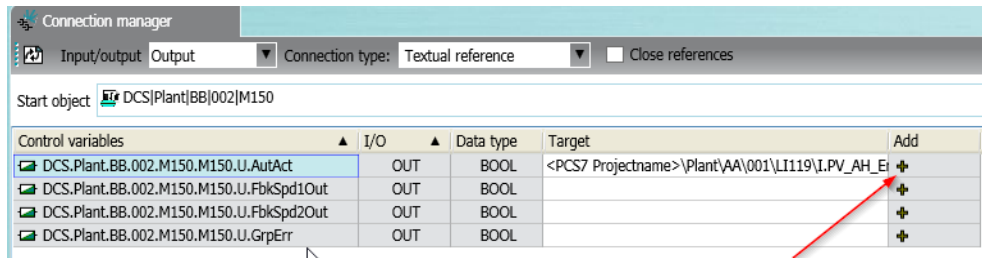 Connection manager
Input/output Output Connection type: Textual reference Close references
Start object DCS|Plant|BB|002|M150
Control variables I/O Data type Target Add
DCS.Plant.BB.002.M150.M150.U.AutAct OUT BOOL <PCS7 Projectname>\Plant\AA\001\LI119\I.PV_AH_E
DCS.Plant.BB.002.M150.M150.U.FbkSpd1Out OUT BOOL
DCS.Plant.BB.002.M150.M150.U.FbkSpd2Out OUT BOOL
DCS.Plant.BB.002.M150.M150.U.GrpErr OUT BOOL